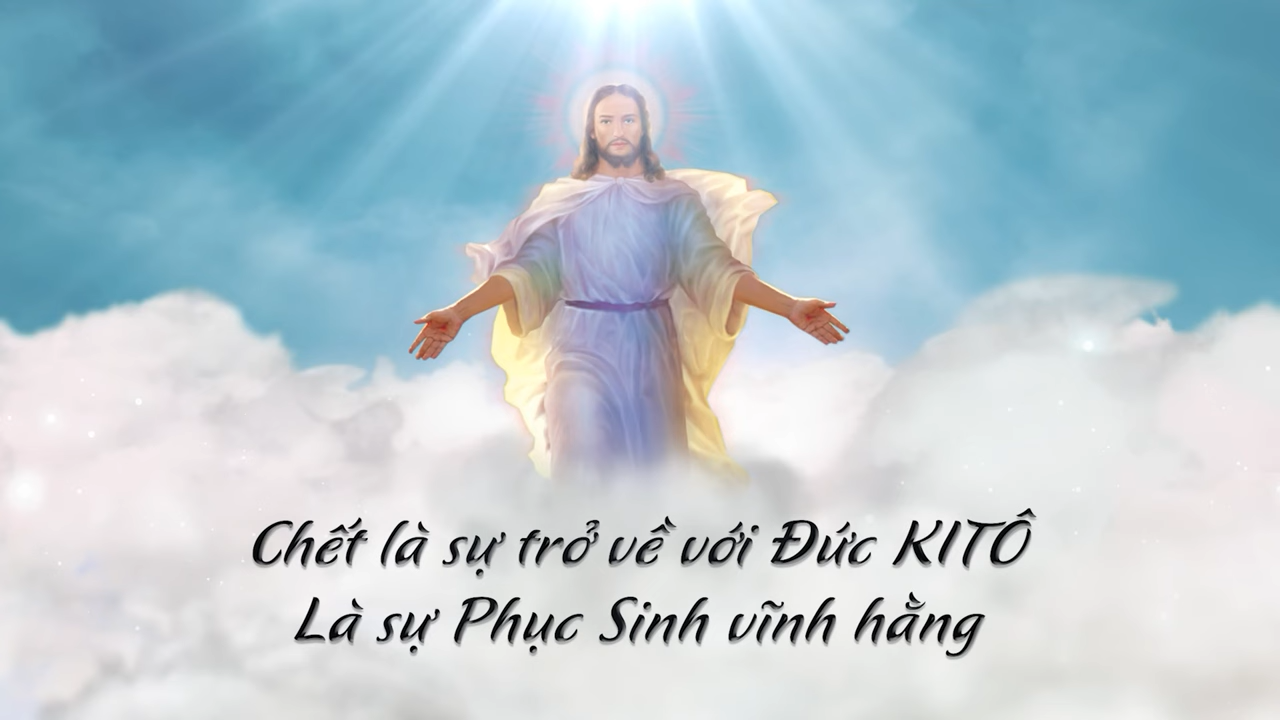 Chết là sự trở về với Đức KITÔ
Là sự Phục Sinh vĩnh hằng